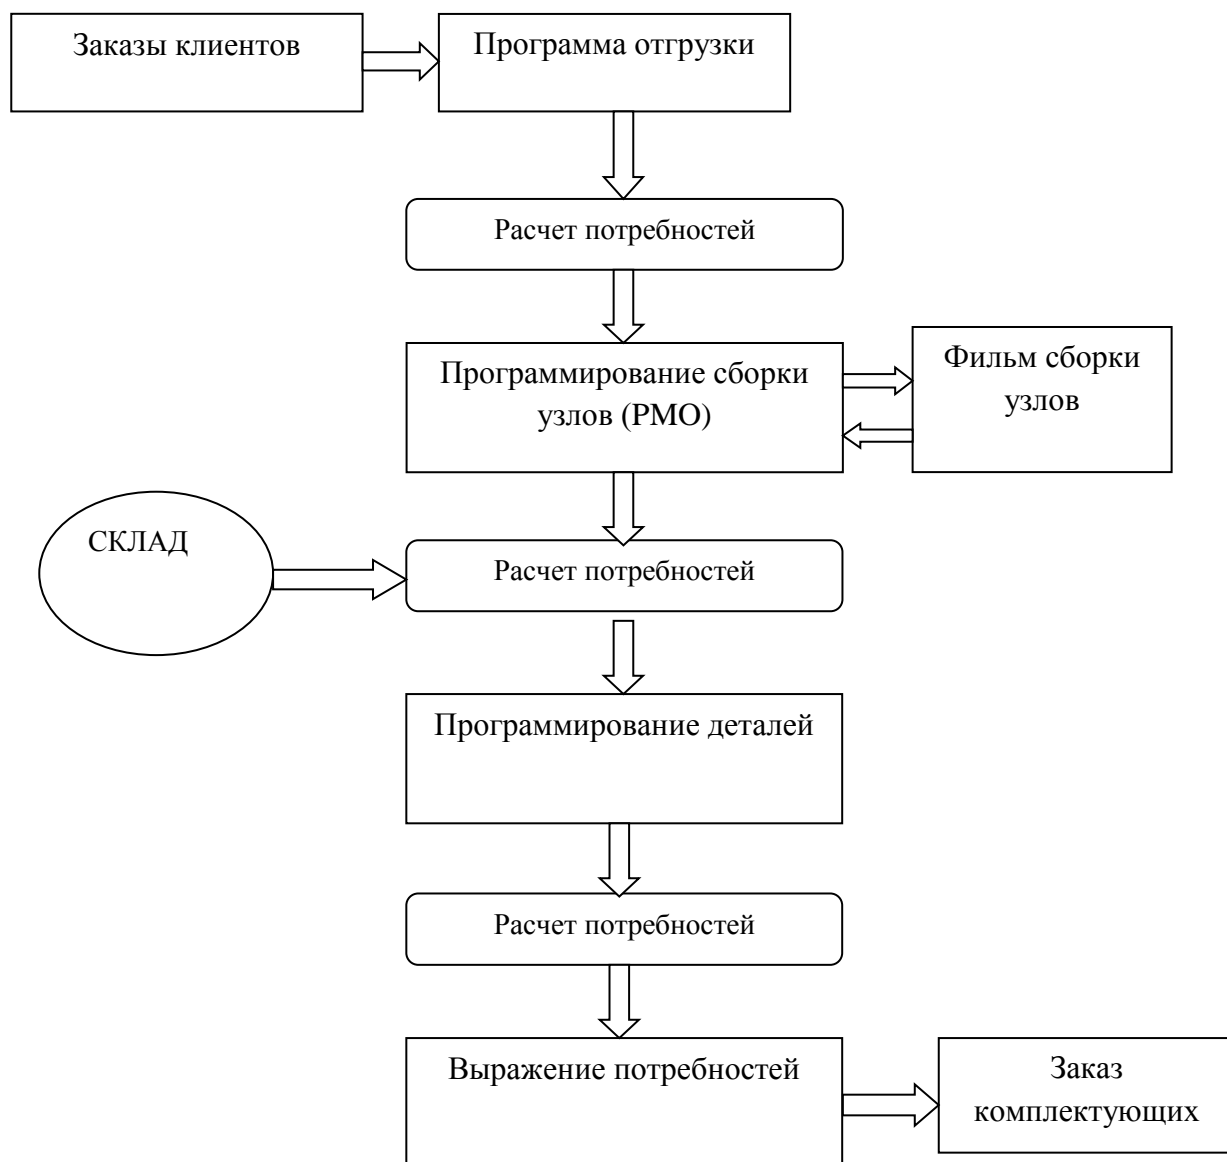 Заказы клиентов
Программа отгрузки
Расчет потребностей
Программирование сборки
узлов (РМО)
Фильм сборки
узлов
СКЛАД
Расчет потребностей
Программирование деталей
Расчет потребностей
Выражение потребностей
Заказ
комплектующих